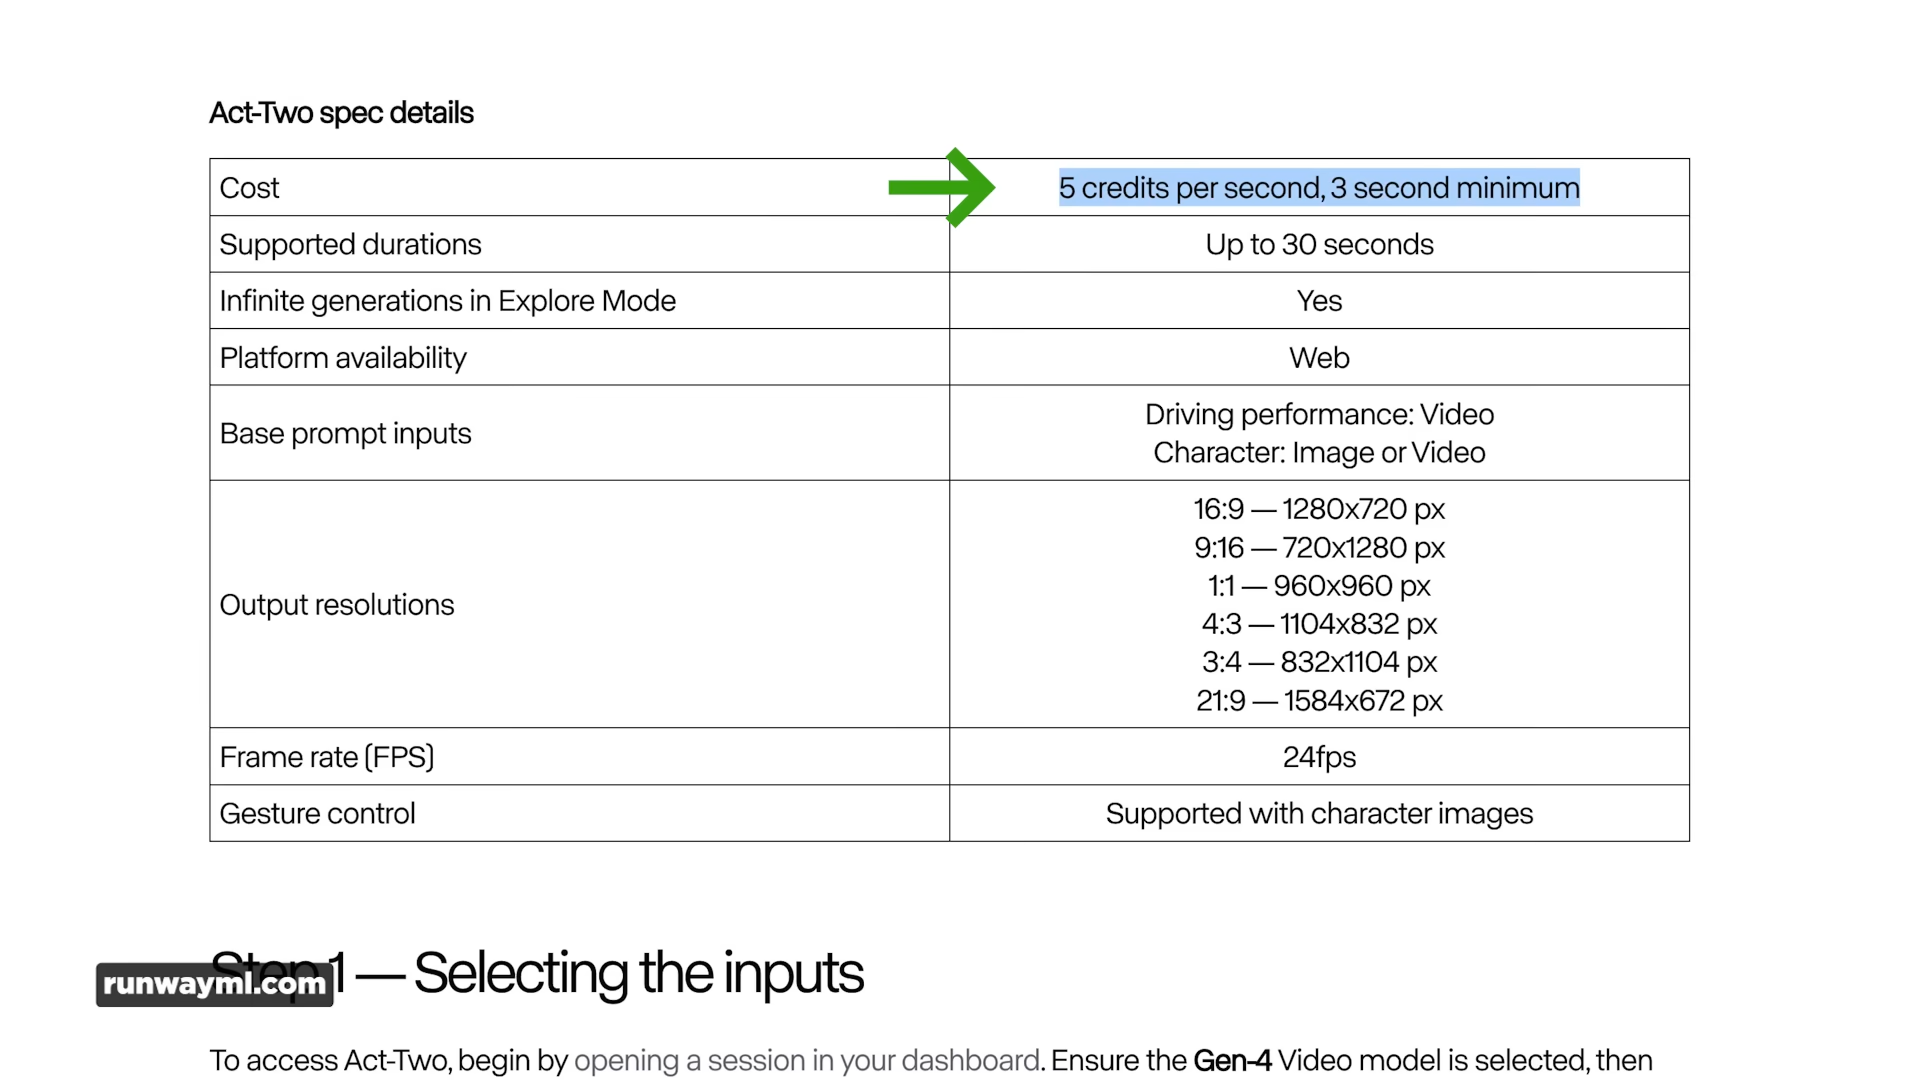 Act-Two spec details
Cost
5 credits per second, 3 second minimum
Supported durations
Up to 30 seconds
Infinite generations in Explore Mode
Yes
Platform availability
Web
Base prompt inputs
Driving performance: Video
Character: Image or Video
Output resolutions
16:9 — 1280x720 px
9:16 — 720x1280 px
1:1 — 960x960 px
4:3 — 1104x832 px
3:4 — 832x1104 px
21:9 — 1584x672 px
Frame rate (FPS)
24fps
Gesture control
Supported with character images
Step 1 — Selecting the inputs
runwayml.com
To access Act-Two, begin by opening a session in your dashboard. Ensure the Gen-4 Video model is selected, then